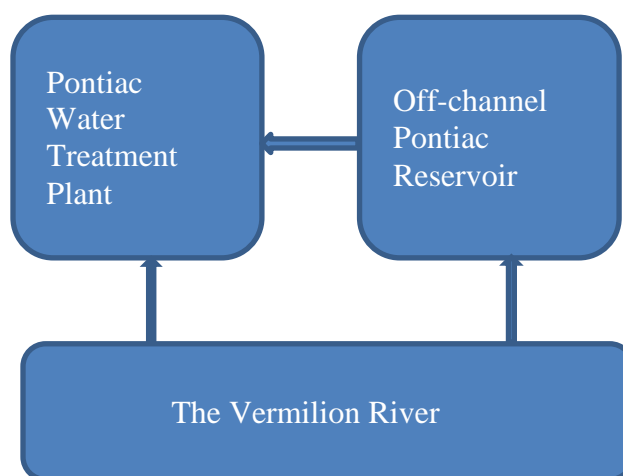 Pontiac
Water
Treatment
Plant
Off-channel
Pontiac
Reservoir
The Vermilion River